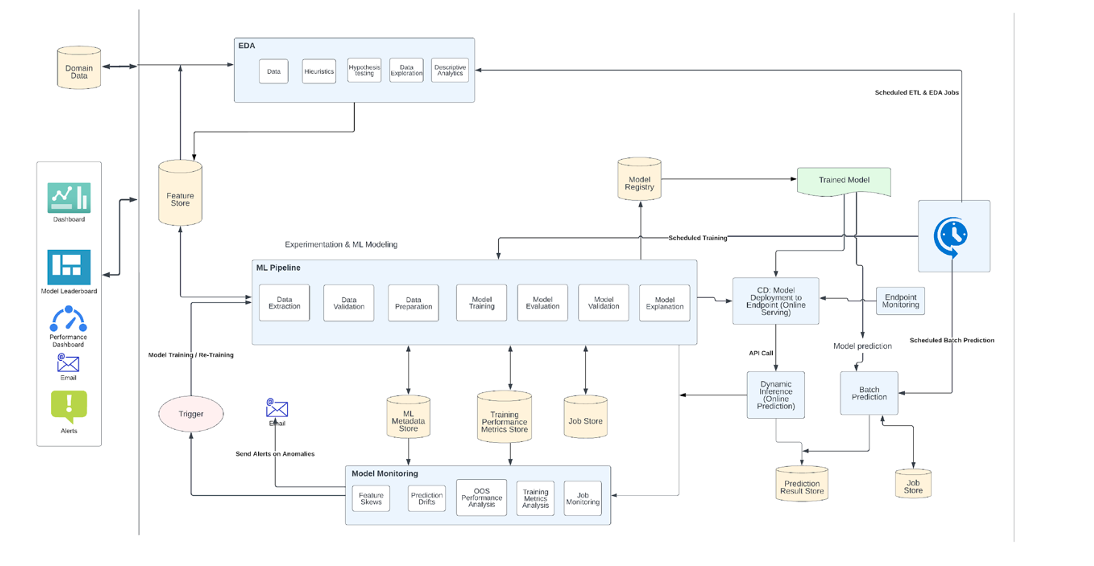 EDA
Domain
Data
Data
Hieuristics
Hypothesis
testing
Data
Exploration
Descriptive
Analytics
Scheduled ETL & EDA Jobs
Feature
Store
Model
Registry
Trained Model
Dashboard
Model Leaderboard
Performance
Dashboard
Email
Alerts
Experimentation & ML Modeling
Scheduled Training
ML Pipeline
Data
Extraction
Data
Validation
Data
Preparation
Model
Training
Model
Evaluation
Model
Validation
Model
Explanation
CD: Model
Deployment to
Endpoint (Online
Serving)
Endpoint
Monitoring
Model Training / Re-Training
API Call
Model prediction
Scheduled Batch Prediction
Trigger
Email
Send Alerts on Anomalies
ML
Metadata
Store
Training
Performance
Metrics Store
Job Store
Dynamic
Inference
(Online
Prediction)
Batch
Prediction
Model Monitoring
Feature
Skews
Prediction
Drifts
OOS
Performance
Analysis
Training
Metrics
Analysis
Job
Monitoring
Prediction
Result Store
Job
Store